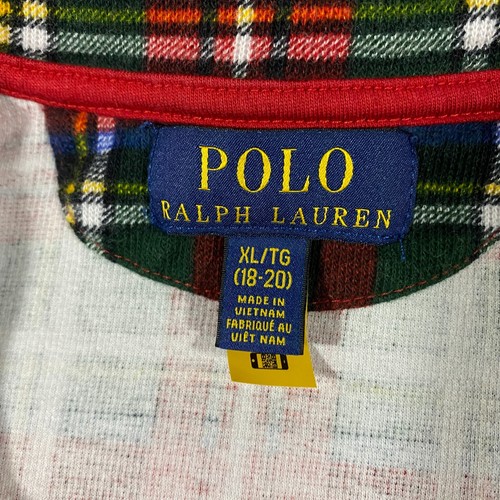 POLO
RALPH LAUREN
XL/TG
(18-20)
MADE IN
VIETNAM
FABRIQUÉ AU
VIÊT NAM